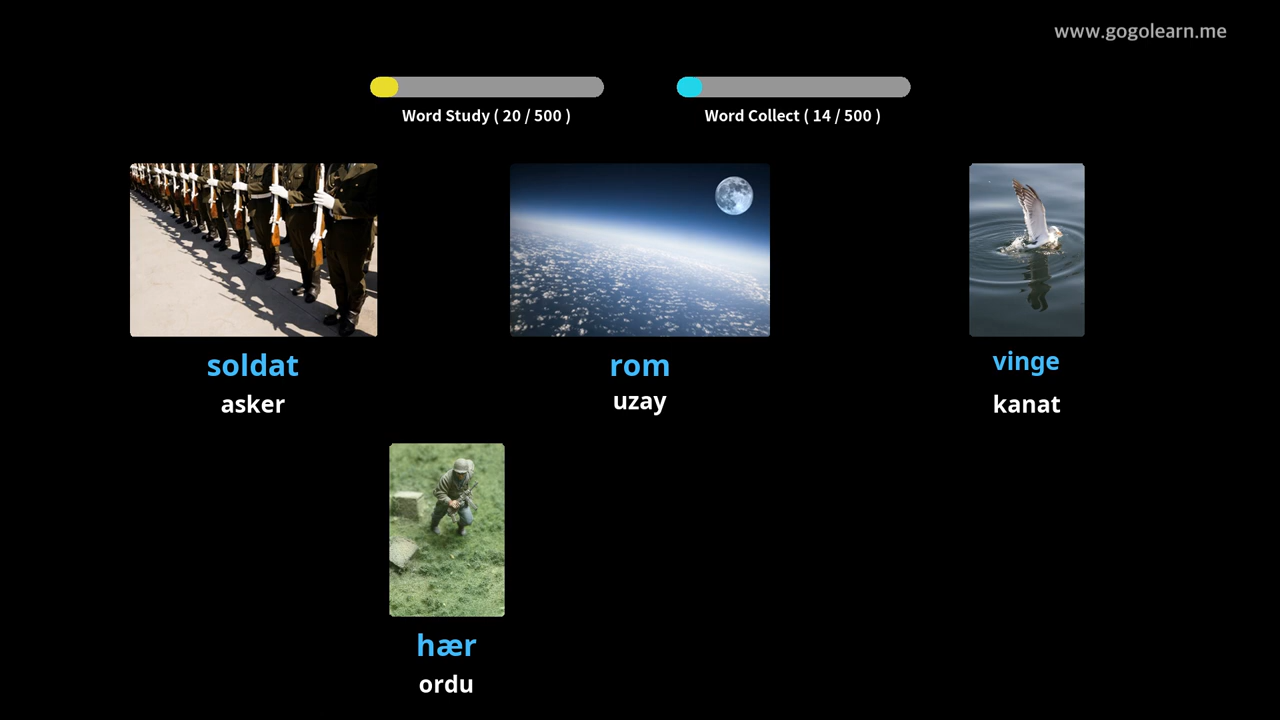 www.gogolearn.me
Word Study ( 20 / 500 )
Word Collect ( 14 / 500 )
soldat
asker
rom
uzay
vinge
kanat
hær
ordu